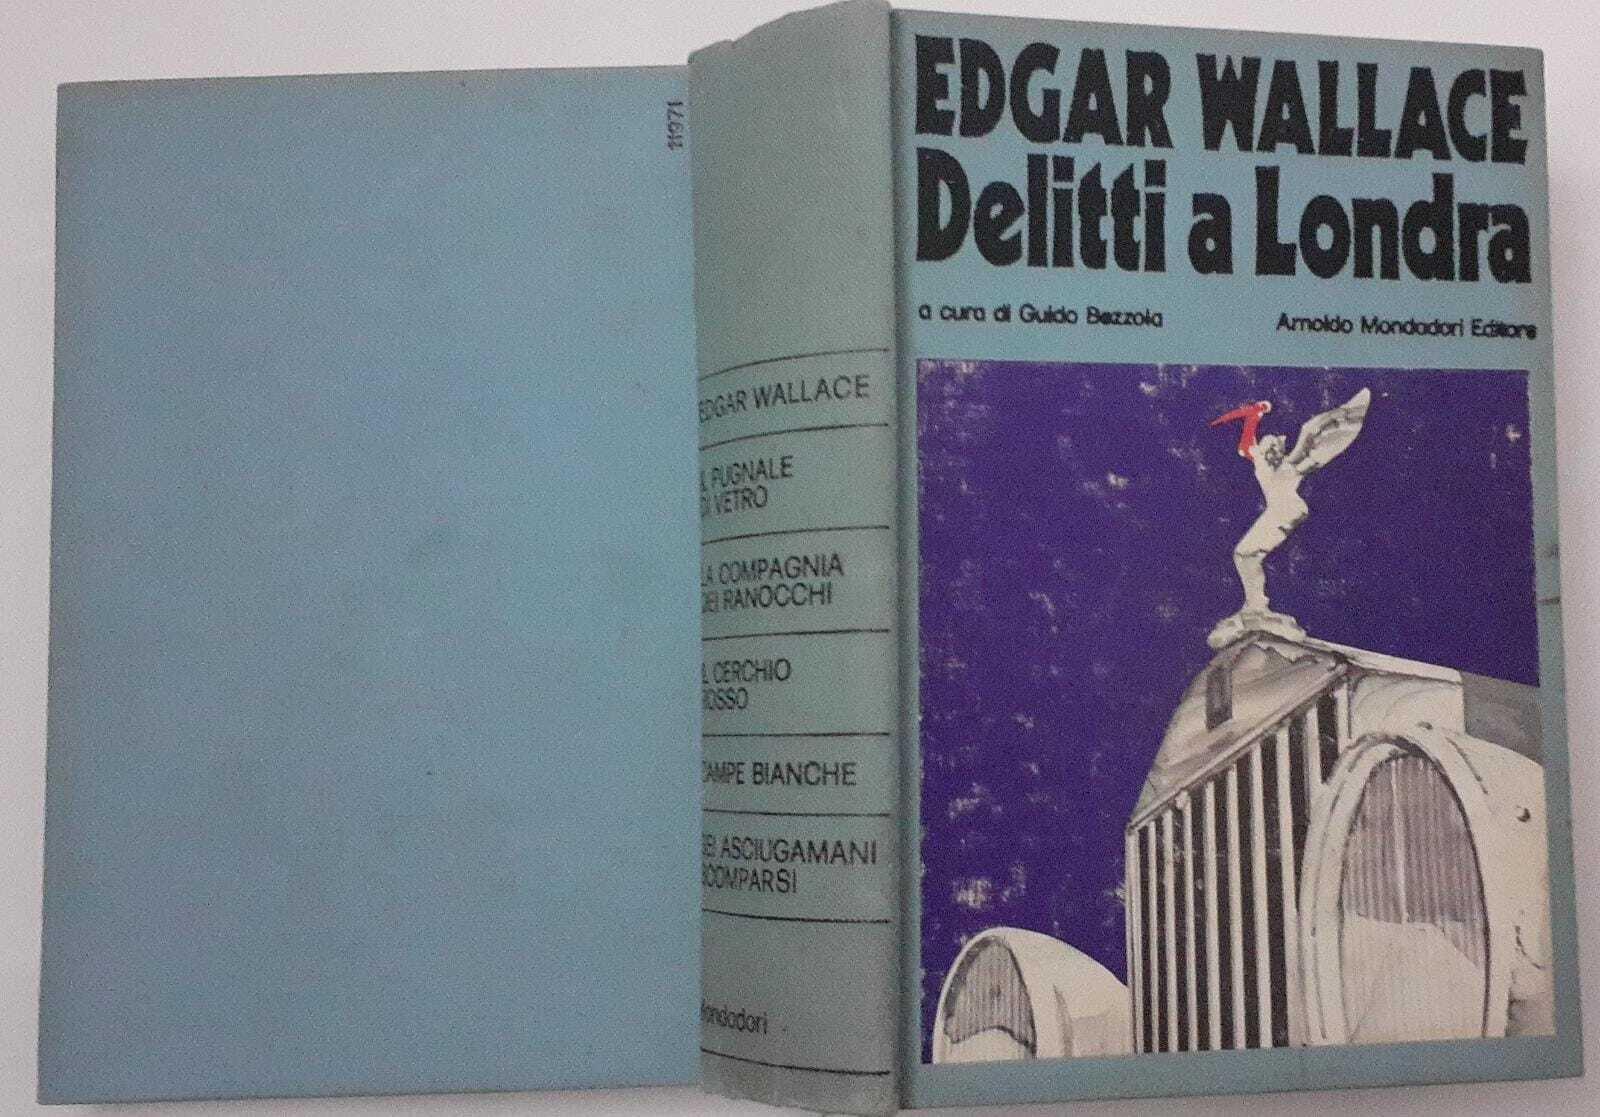 11971
EDGAR WALLACE
IL PUGNALE
DI VETRO
LA COMPAGNIA
DEI RANOCCHI
IL CERCHIO
ROSSO
ZAMPE BIANCHE
SEI ASCIUGAMANI
SCOMPARSI
Mondadori
EDGAR WALLACE
Delitti a Londra
a cura di Guido Bezzola
Arnoldo Mondadori Editore